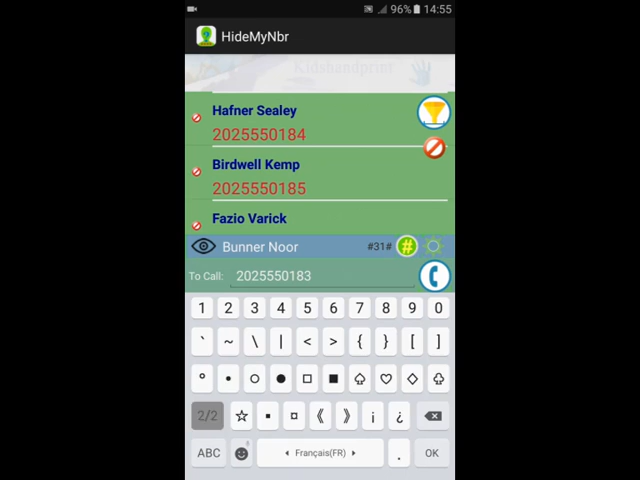 96% 14:55
HideMyNbr
Kidshandprint
Hafner Sealey
2025550184
Birdwell Kemp
2025550185
Fazio Varick
Bunner Noor #31#
To Call: 2025550183
1 2 3 4 5 6 7 8 9 0
` ~ \ | < > { } [ ]
° • ○ ● □ ■ ♤ ♡ ◇ ♧
2/2 ☆ ▪ ¤ 《 》 ¡ ¿
ABC Français(FR) . OK